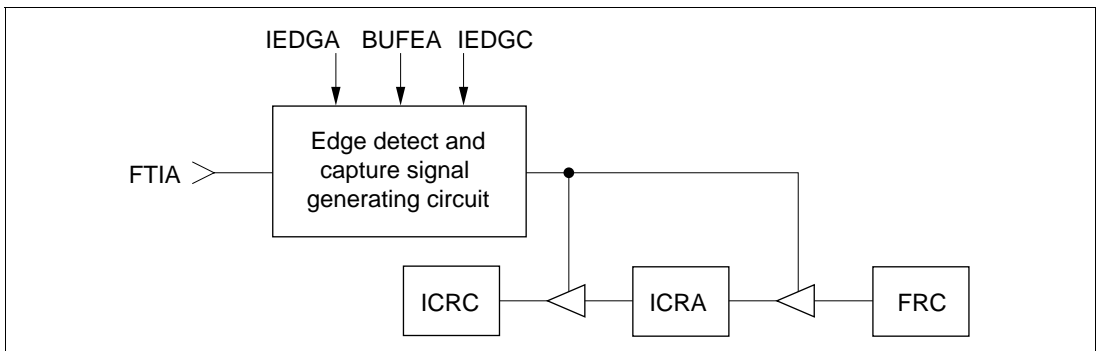 IEDGA BUFEA IEDGC
Edge detect and
capture signal
generating circuit
FTIA
ICRC ICRA FRC